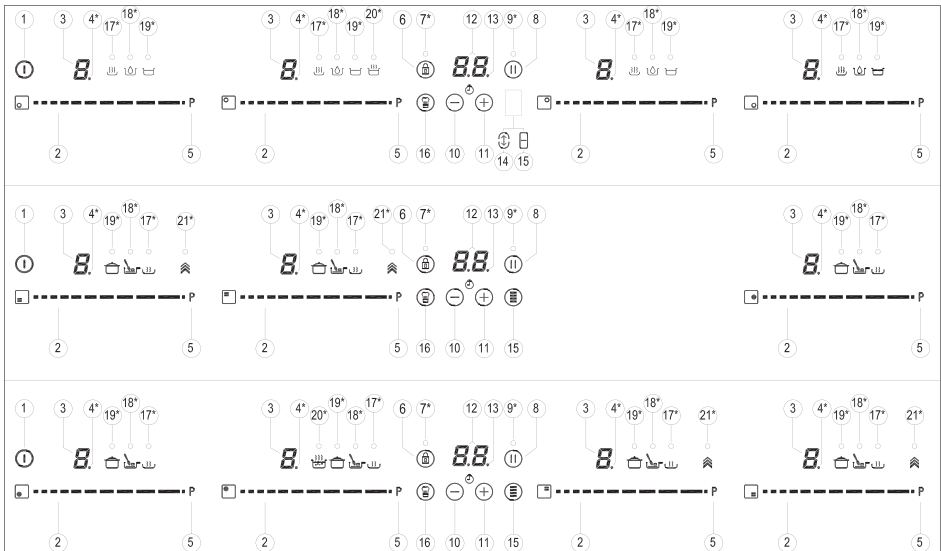 1 3 4* 17* 18* 19* 3 4* 17* 18* 19* 20* 6 7* 12 13 9* 8 3 4* 17* 18* 19* 3 4* 17* 18* 19*
8. 8. 8.8. 8. 8.
P P P P
2 5 2 5 16 10 11 14 15 2 5 2 5
1 3 4* 19* 18* 17* 21* 3 4* 19* 18* 17* 21* 6 7* 12 13 9* 8 3 4* 19* 18* 17*
8. 8. 8.8. 8.
P P P
2 5 2 5 16 10 11 15 2 5
1 3 4* 19* 18* 17* 3 4* 20* 19* 18* 17* 6 7* 12 13 9* 8 3 4* 19* 18* 17* 21* 3 4* 19* 18* 17* 21*
8. 8. 8.8. 8. 8.
P P P P
2 5 2 5 16 10 11 15 2 5 2 5